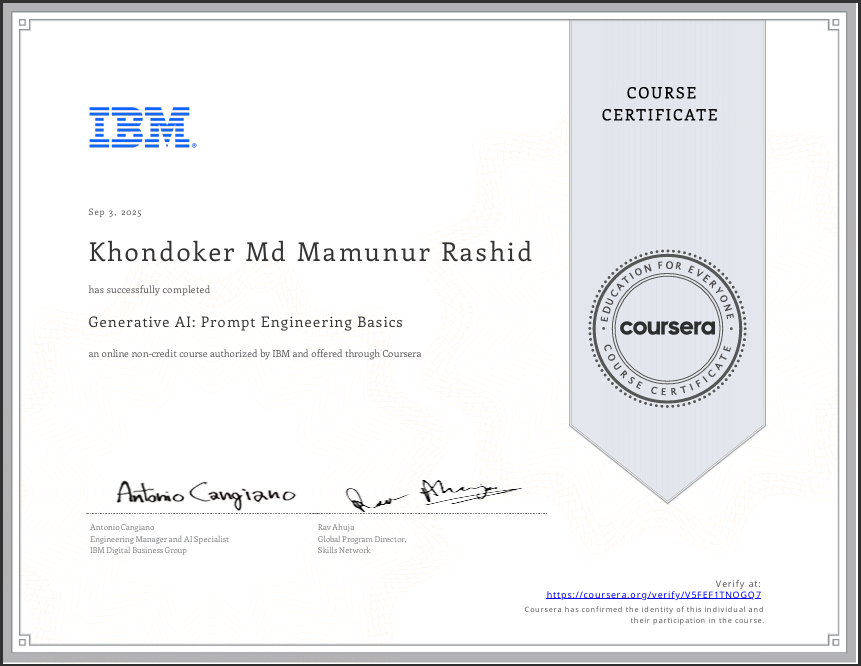 COURSE
CERTIFICATE
IBM®
Sep 3, 2025
Khondoker Md Mamunur Rashid
has successfully completed
Generative AI: Prompt Engineering Basics
an online non-credit course authorized by IBM and offered through Coursera
EDUCATION FOR EVERYONE
coursera
COURSE CERTIFICATE
Antonio Cangiano
Rav Ahuja
Antonio Cangiano
Engineering Manager and AI Specialist
IBM Digital Business Group
Rav Ahuja
Global Program Director,
Skills Network
Verify at:
https://coursera.org/verify/V5FEF1TNOGQ7
Coursera has confirmed the identity of this individual and
their participation in the course.